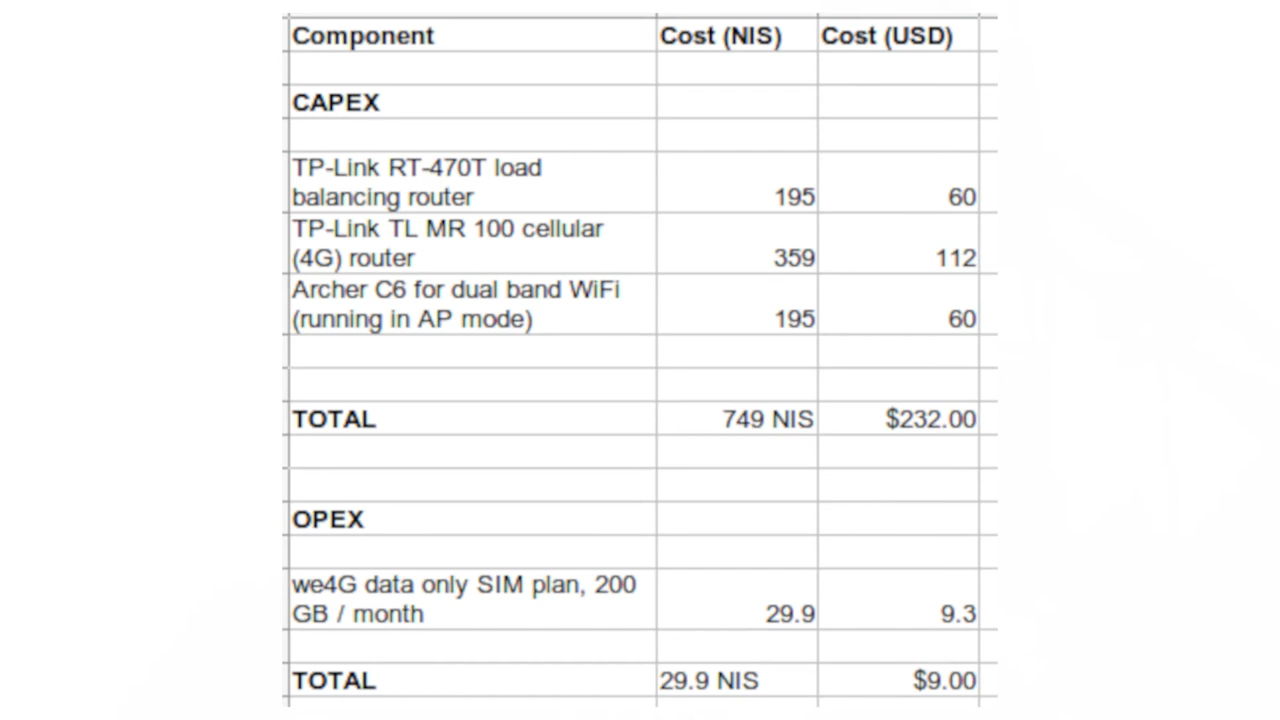 Component Cost (NIS) Cost (USD)
CAPEX
TP-Link RT-470T load
balancing router 195 60
TP-Link TL MR 100 cellular
(4G) router 359 112
Archer C6 for dual band WiFi
(running in AP mode) 195 60
TOTAL 749 NIS $232.00
OPEX
we4G data only SIM plan, 200
GB / month 29.9 9.3
TOTAL 29.9 NIS $9.00